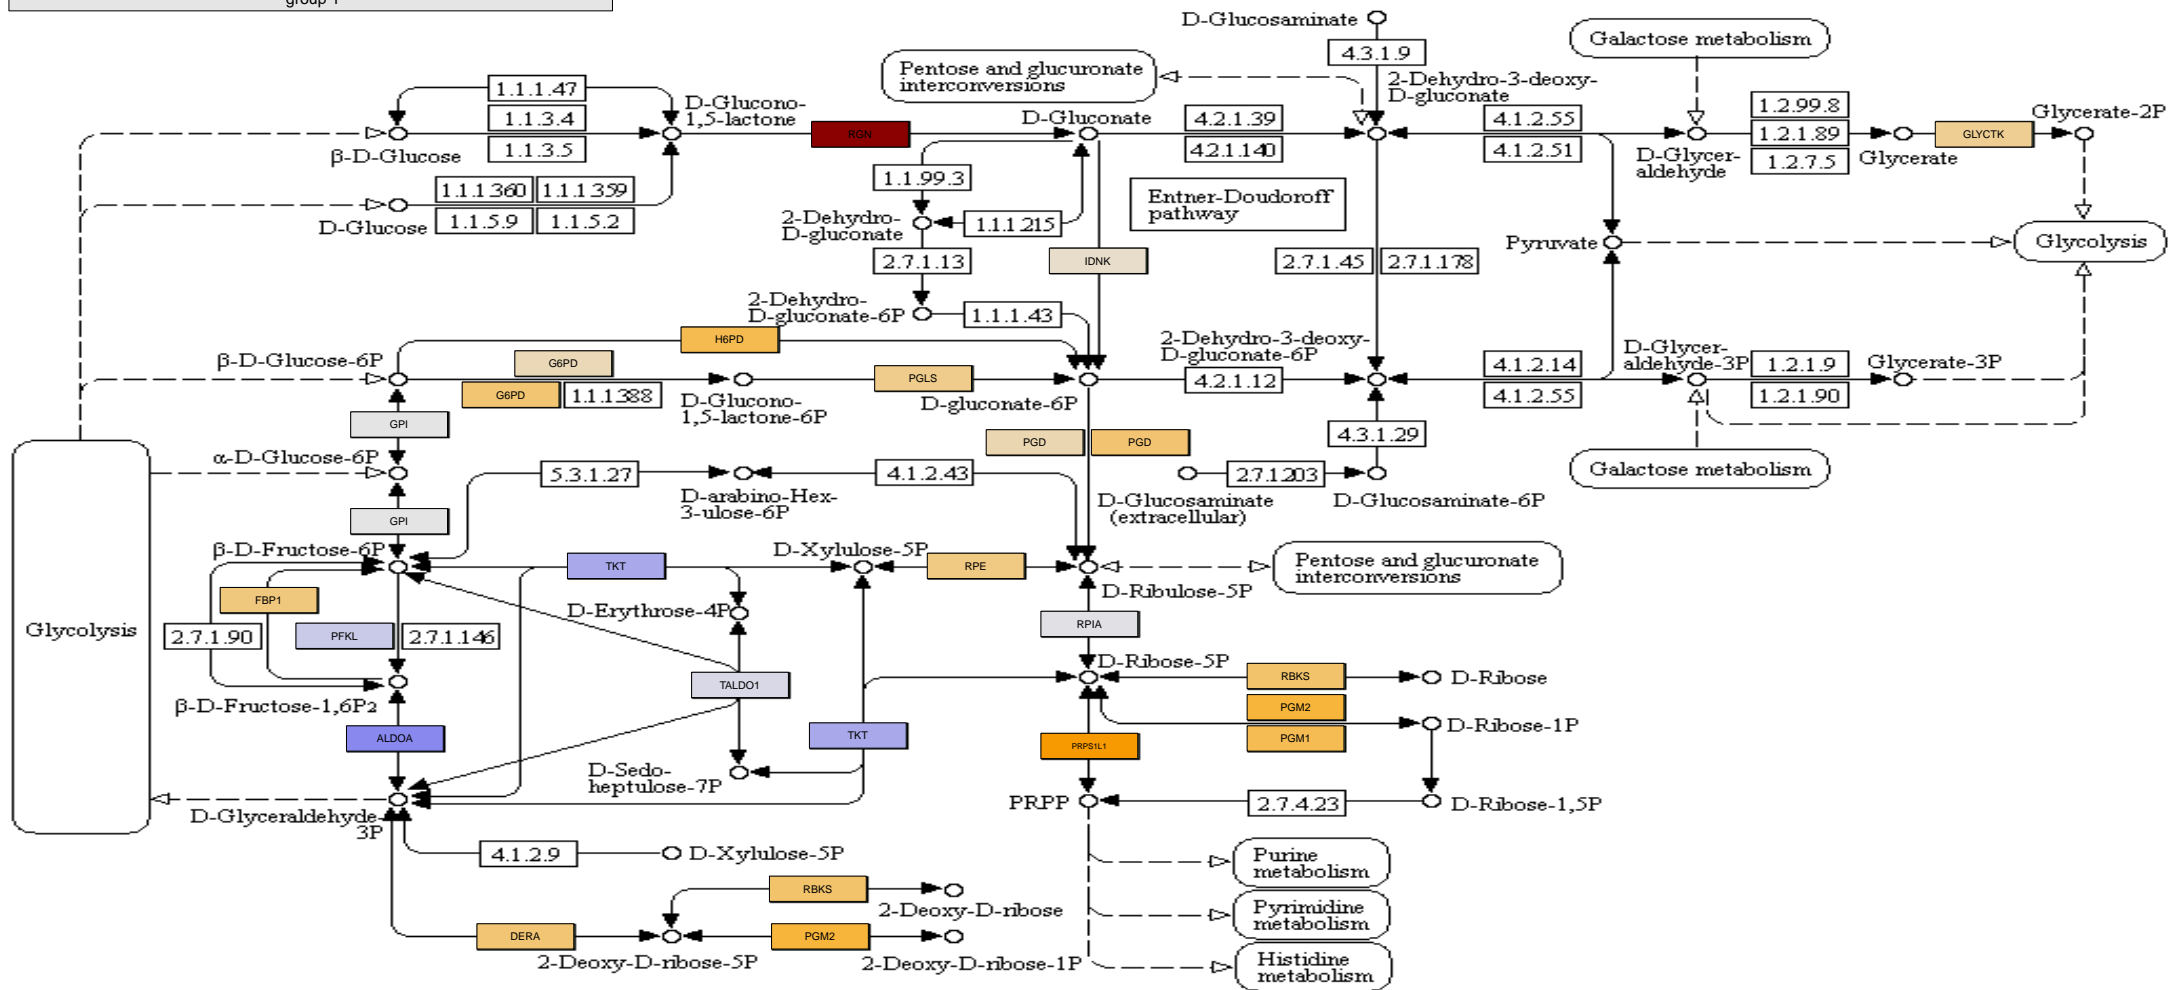 group 1
D-Glucosaminate
4.3.1.9
Galactose metabolism
Pentose and glucuronate
interconversions
2-Dehydro-3-deoxy-
D-gluconate
1.1.1.47
1.1.3.4
1.1.3.5
D-Glucono-
1,5-lactone
RGN
D-Gluconate
4.2.1.39
4.2.1.140
4.1.2.55
4.1.2.51
1.2.99.8
1.2.1.89
1.2.7.5
Glycerate-2P
GLYCTK
β-D-Glucose
D-Glycer-
aldehyde
Glycerate
1.1.1.360
1.1.1.359
1.1.5.9
1.1.5.2
D-Glucose
1.1.99.3
2-Dehydro-
D-gluconate
1.1.1.215
Entner-Doudoroff
pathway
Pyruvate
Glycolysis
2.7.1.13
IDNK
2.7.1.45
2.7.1.178
2-Dehydro-
D-gluconate-6P
1.1.1.43
H6PD
β-D-Glucose-6P
G6PD
G6PD
1.1.1.388
D-Glucono-
1,5-lactone-6P
PGLS
D-gluconate-6P
2-Dehydro-3-deoxy-
D-gluconate-6P
4.2.1.12
4.1.2.14
4.1.2.55
D-Glycer-
aldehyde-3P
1.2.1.9
1.2.1.90
Glycerate-3P
GPI
PGD
PGD
4.3.1.29
α-D-Glucose-6P
5.3.1.27
4.1.2.43
2.7.1.203
Galactose metabolism
D-arabino-Hex-
3-ulose-6P
D-Glucosaminate
(extracellular)
D-Glucosaminate-6P
GPI
β-D-Fructose-6P
TKT
D-Xylulose-5P
RPE
Pentose and glucuronate
interconversions
D-Ribulose-5P
FBP1
D-Erythrose-4P
Glycolysis
2.7.1.90
PFKL
2.7.1.146
RPIA
D-Ribose-5P
RBKS
D-Ribose
TALDO1
β-D-Fructose-1,6P2
PGM2
D-Ribose-1P
PGM1
ALDOA
TKT
PRPS1L1
D-Sedo-
heptulose-7P
PRPP
2.7.4.23
D-Ribose-1,5P
D-Glyceraldehyde-
3P
4.1.2.9
D-Xylulose-5P
Purine
metabolism
RBKS
2-Deoxy-D-ribose
Pyrimidine
metabolism
DERA
PGM2
2-Deoxy-D-ribose-5P
2-Deoxy-D-ribose-1P
Histidine
metabolism